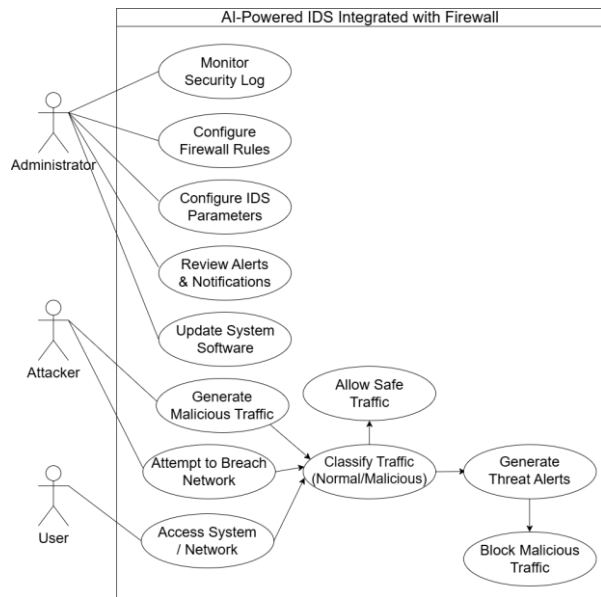 AI-Powered IDS Integrated with Firewall
Monitor
Security Log
Administrator
Configure
Firewall Rules
Configure IDS
Parameters
Review Alerts
& Notifications
Update System
Software
Attacker
Generate
Malicious Traffic
Allow Safe
Traffic
Attempt to Breach
Network
Classify Traffic
(Normal/Malicious)
Generate
Threat Alerts
User
Access System
/ Network
Block Malicious
Traffic